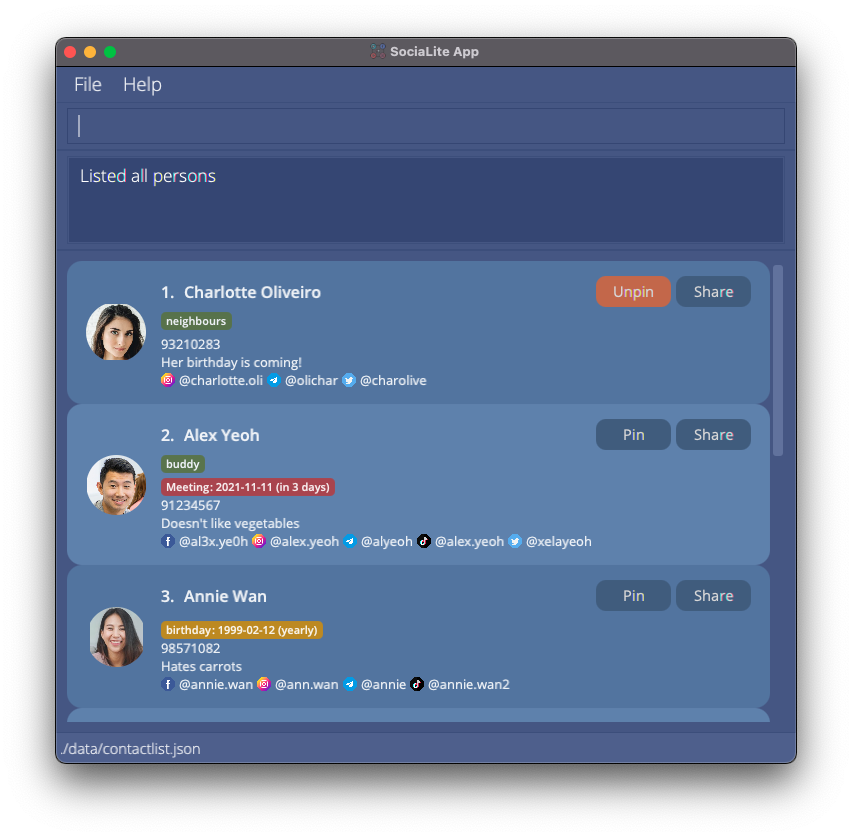 SociaLite App
File Help
Listed all persons
1. Charlotte Oliveiro
Unpin Share
neighbours
93210283
Her birthday is coming!
@charlotte.oli @olichar @charolive
2. Alex Yeoh
Pin Share
buddy
Meeting: 2021-11-11 (in 3 days)
91234567
Doesn't like vegetables
@al3x.ye0h @alex.yeoh @alyeoh @alex.yeoh @xelayeoh
3. Annie Wan
Pin Share
birthday: 1999-02-12 (yearly)
98571082
Hates carrots
@annie.wan @ann.wan @annie @annie.wan2
./data/contactlist.json